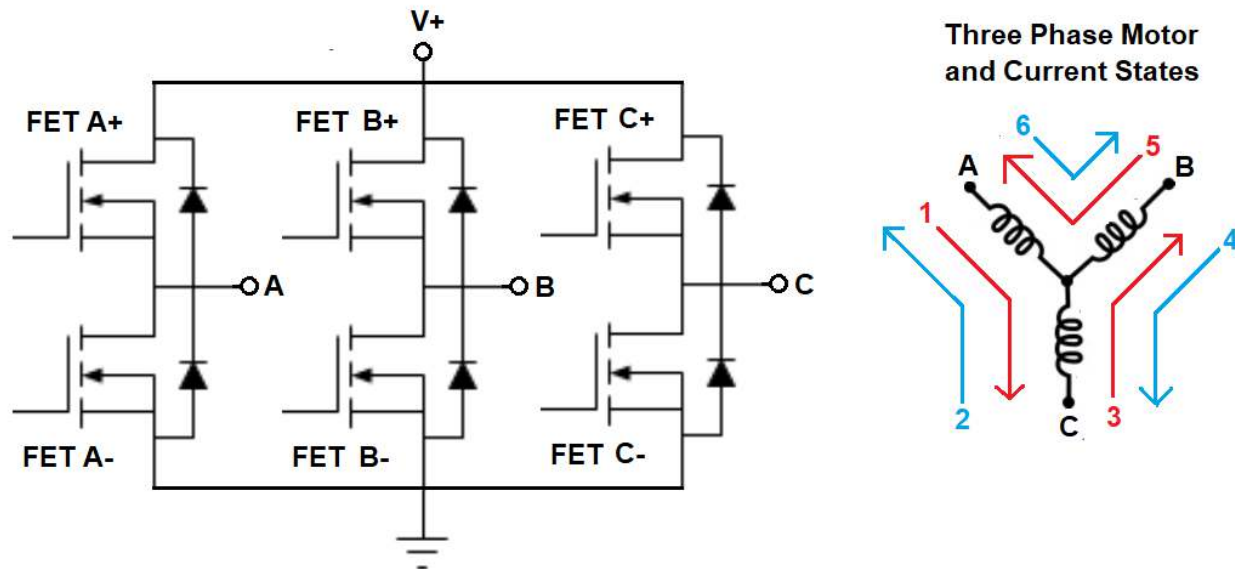 V+
Three Phase Motor
and Current States
FET A+
FET B+
FET C+
6
5
A
B
1
4
A
B
C
2
C
3
FET A-
FET B-
FET C-